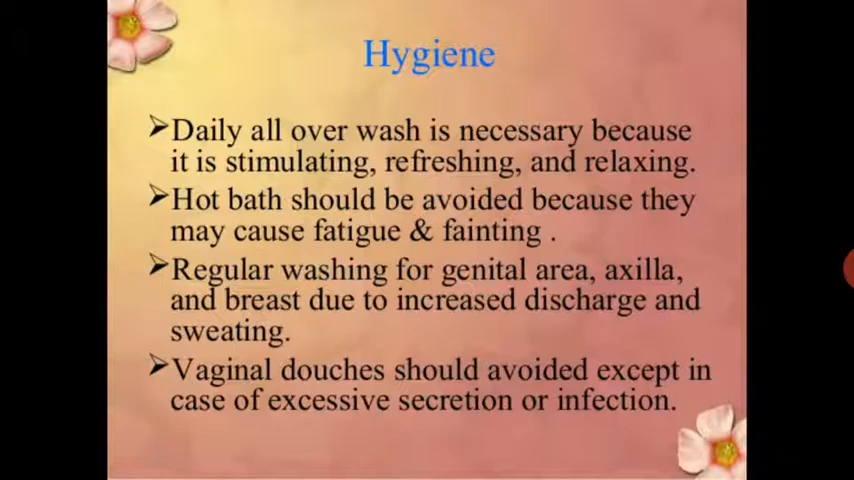 Hygiene
➢Daily all over wash is necessary because
it is stimulating, refreshing, and relaxing.
➢Hot bath should be avoided because they
may cause fatigue & fainting .
➢Regular washing for genital area, axilla,
and breast due to increased discharge and
sweating.
➢Vaginal douches should avoided except in
case of excessive secretion or infection.